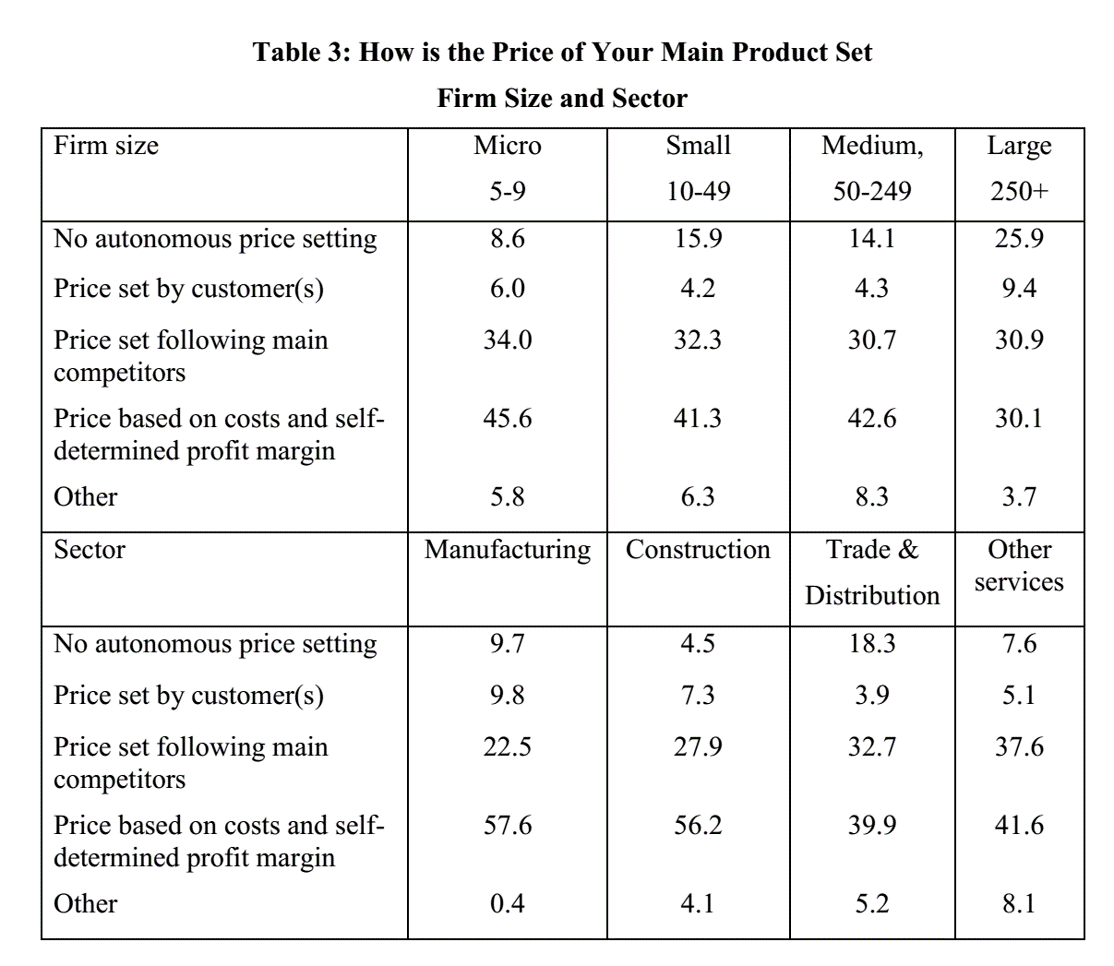 Table 3: How is the Price of Your Main Product Set
Firm Size and Sector
Firm size Micro Small Medium, Large
5-9 10-49 50-249 250+
No autonomous price setting 8.6 15.9 14.1 25.9
Price set by customer(s) 6.0 4.2 4.3 9.4
Price set following main 34.0 32.3 30.7 30.9
competitors
Price based on costs and self- 45.6 41.3 42.6 30.1
determined profit margin
Other 5.8 6.3 8.3 3.7
Sector Manufacturing Construction Trade & Other
Distribution services
No autonomous price setting 9.7 4.5 18.3 7.6
Price set by customer(s) 9.8 7.3 3.9 5.1
Price set following main 22.5 27.9 32.7 37.6
competitors
Price based on costs and self- 57.6 56.2 39.9 41.6
determined profit margin
Other 0.4 4.1 5.2 8.1